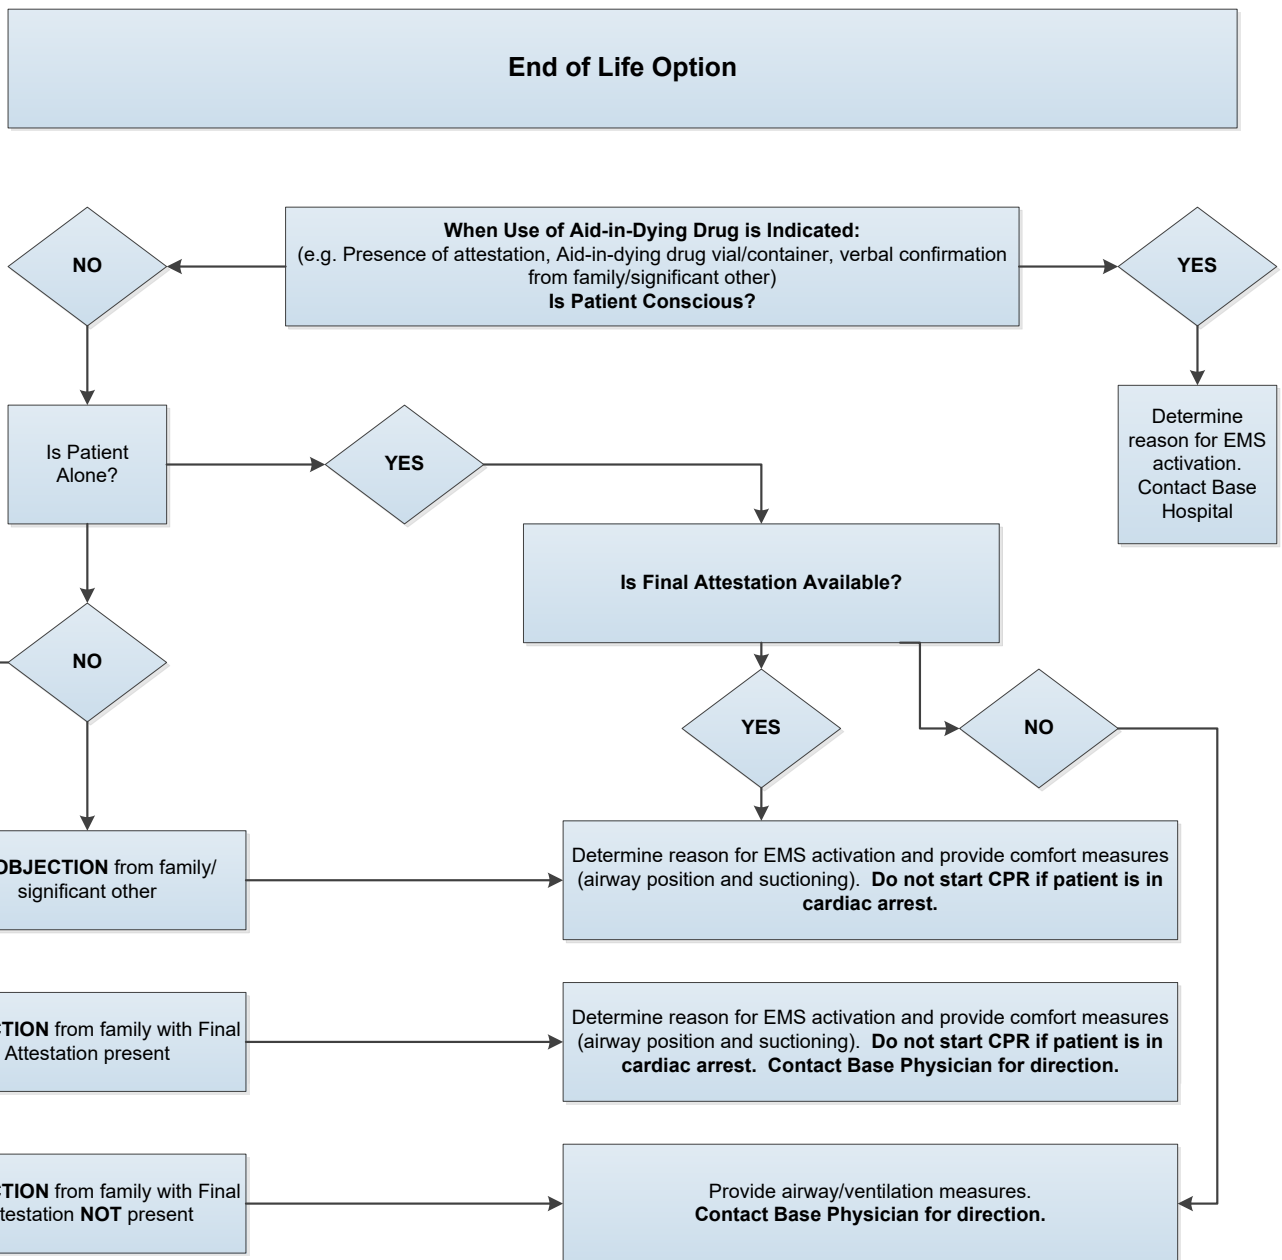 End of Life Option
NO
When Use of Aid-in-Dying Drug is Indicated:
(e.g. Presence of attestation, Aid-in-dying drug vial/container, verbal confirmation
from family/significant other)
Is Patient Conscious?
YES
Determine
reason for EMS
activation.
Contact Base
Hospital
Is Patient
Alone?
YES
Is Final Attestation Available?
NO
YES
NO
OBJECTION from family/
significant other
Determine reason for EMS activation and provide comfort measures
(airway position and suctioning). Do not start CPR if patient is in
cardiac arrest.
from family with Final
Attestation present
Determine reason for EMS activation and provide comfort measures
(airway position and suctioning). Do not start CPR if patient is in
cardiac arrest. Contact Base Physician for direction.
from family with Final
NOT present
Provide airway/ventilation measures.
Contact Base Physician for direction.